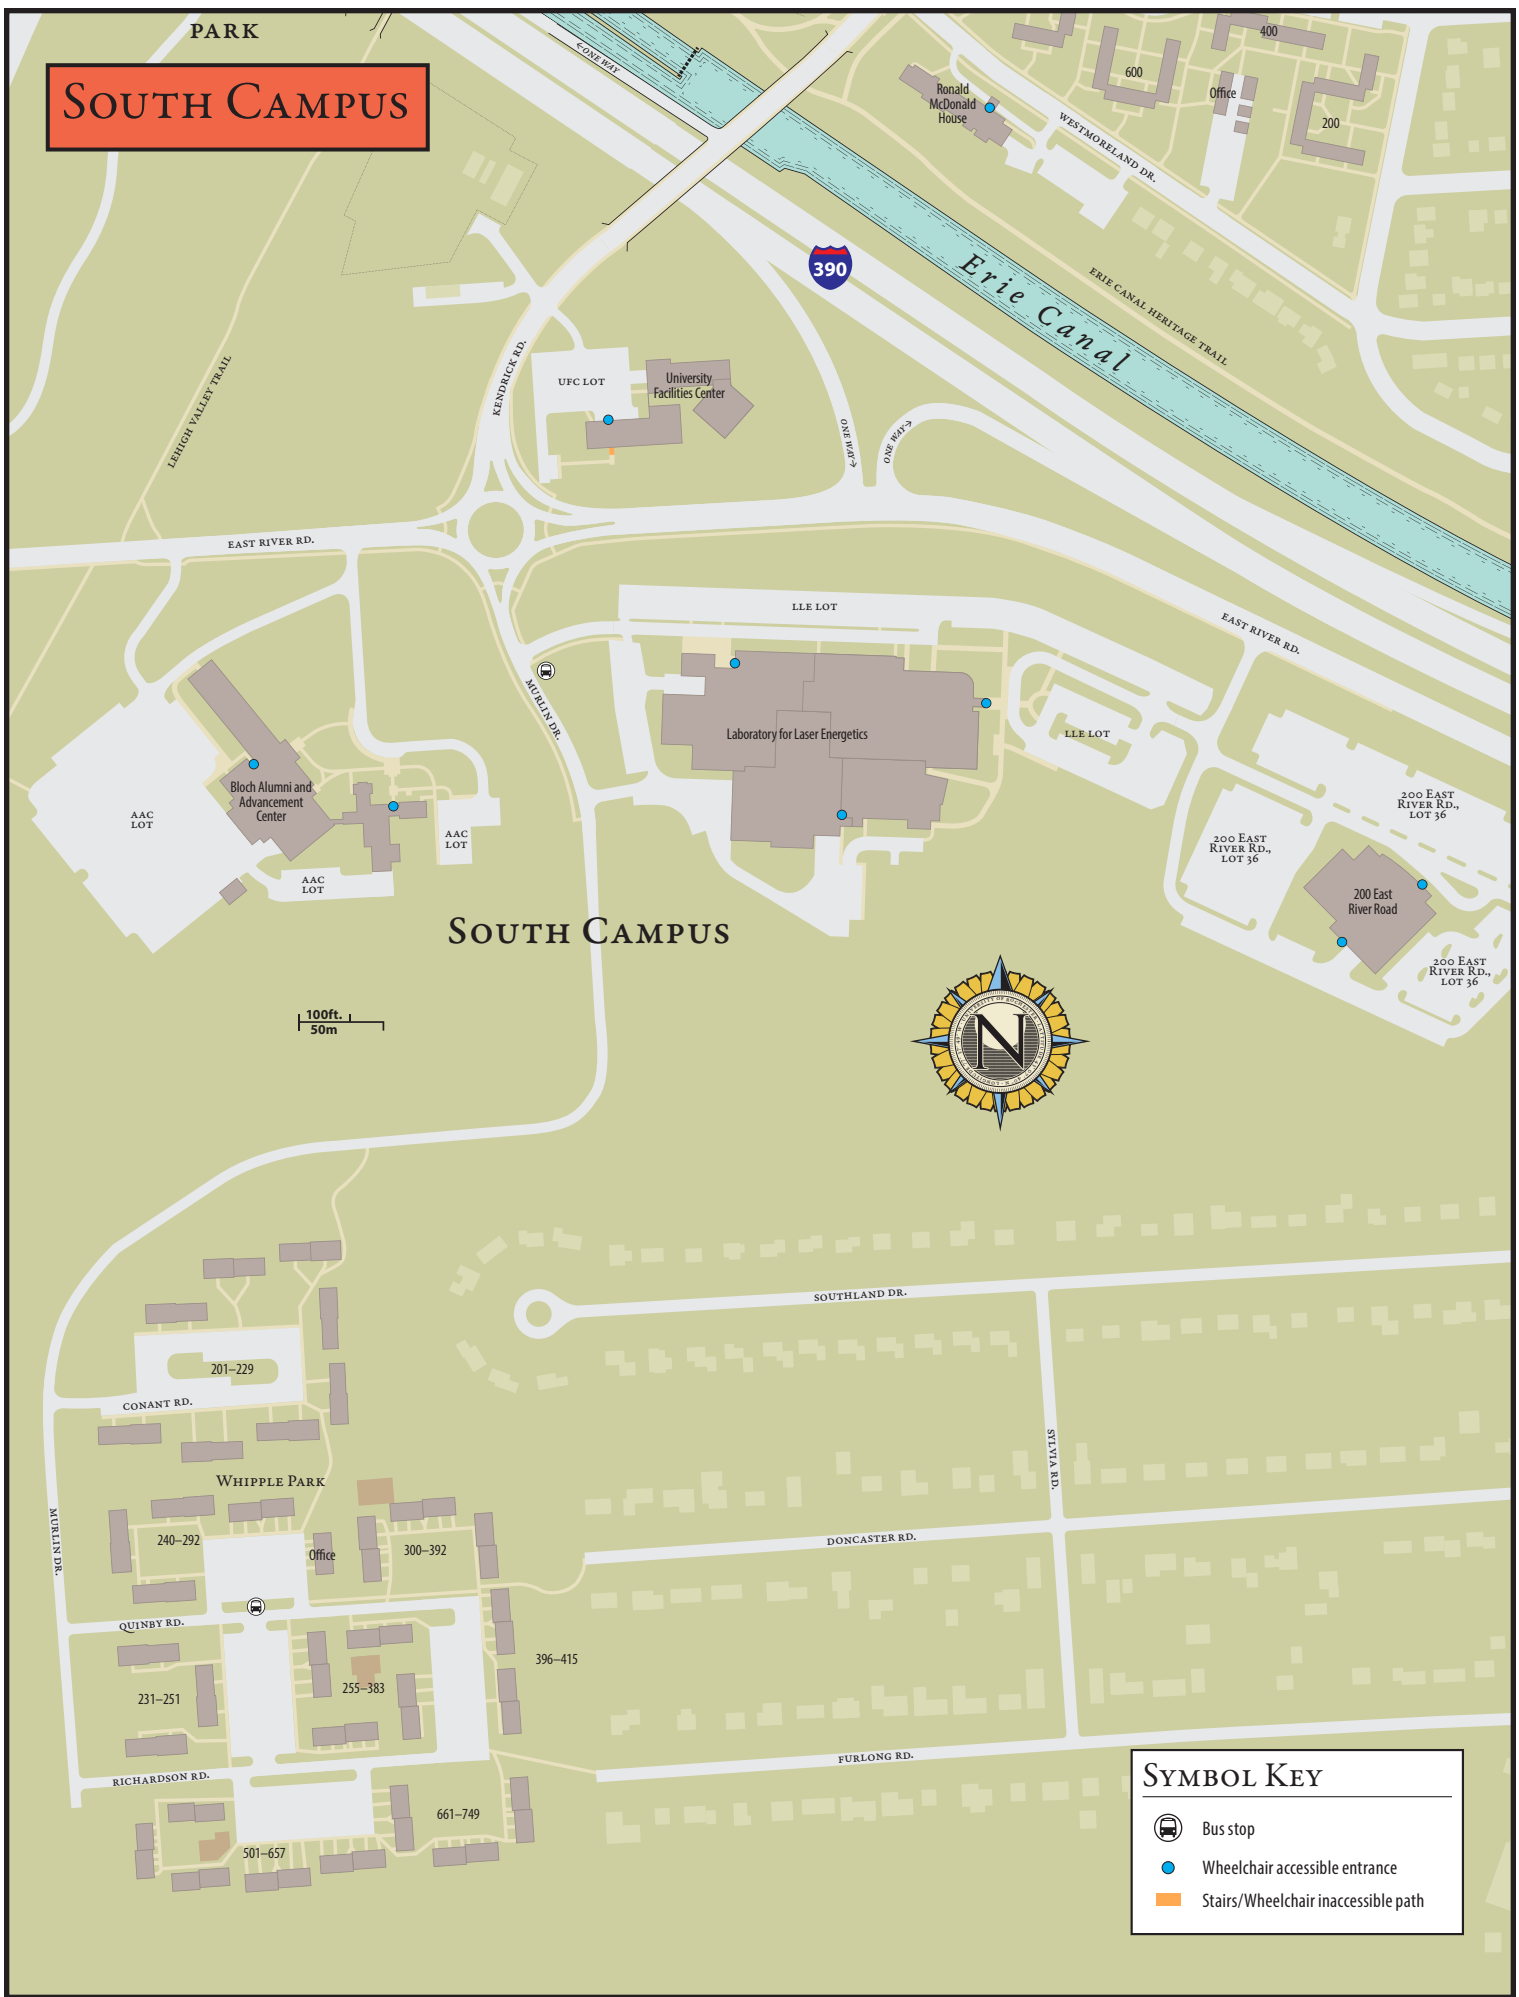 PARK
SOUTH CAMPUS
←ONE WAY
400
600
Office
200
Ronald
McDonald
House
WESTMORELAND DR.
390
Erie Canal
ERIE CANAL HERITAGE TRAIL
LEHIGH VALLEY TRAIL
KENDRICK RD.
UFC LOT
University
Facilities Center
ONE WAY→
ONE WAY→
EAST RIVER RD.
LLE LOT
EAST RIVER RD.
MURLIN DR.
Laboratory for Laser Energetics
LLE LOT
Bloch Alumni and
Advancement
Center
AAC
LOT
AAC
LOT
AAC
LOT
200 EAST
RIVER RD.,
LOT 36
200 EAST
RIVER RD.,
LOT 36
200 East
River Road
200 EAST
RIVER RD.,
LOT 36
SOUTH CAMPUS
100ft.
50m
N
SOUTHLAND DR.
201–229
CONANT RD.
SYLVIA RD.
WHIPPLE PARK
MURLIN DR.
240–292
Office
300–392
DONCASTER RD.
QUINBY RD.
396–415
231–251
255–383
FURLONG RD.
RICHARDSON RD.
661–749
501–657
SYMBOL KEY
Bus stop
Wheelchair accessible entrance
Stairs/Wheelchair inaccessible path